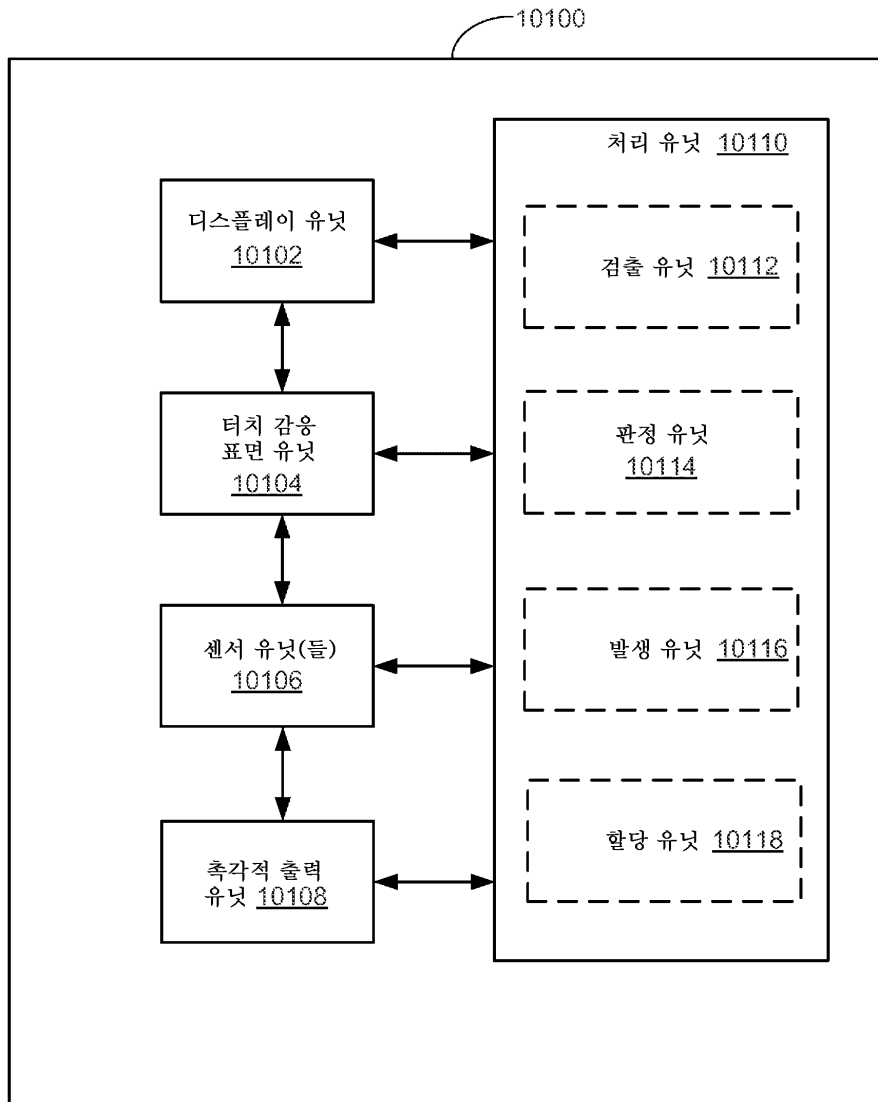 10100
처리 유닛 10110
디스플레이 유닛
10102
검출 유닛 10112
터치 감응
표면 유닛
10104
판정 유닛
10114
센서 유닛(들)
10106
발생 유닛 10116
촉각적 출력
유닛 10108
할당 유닛 10118